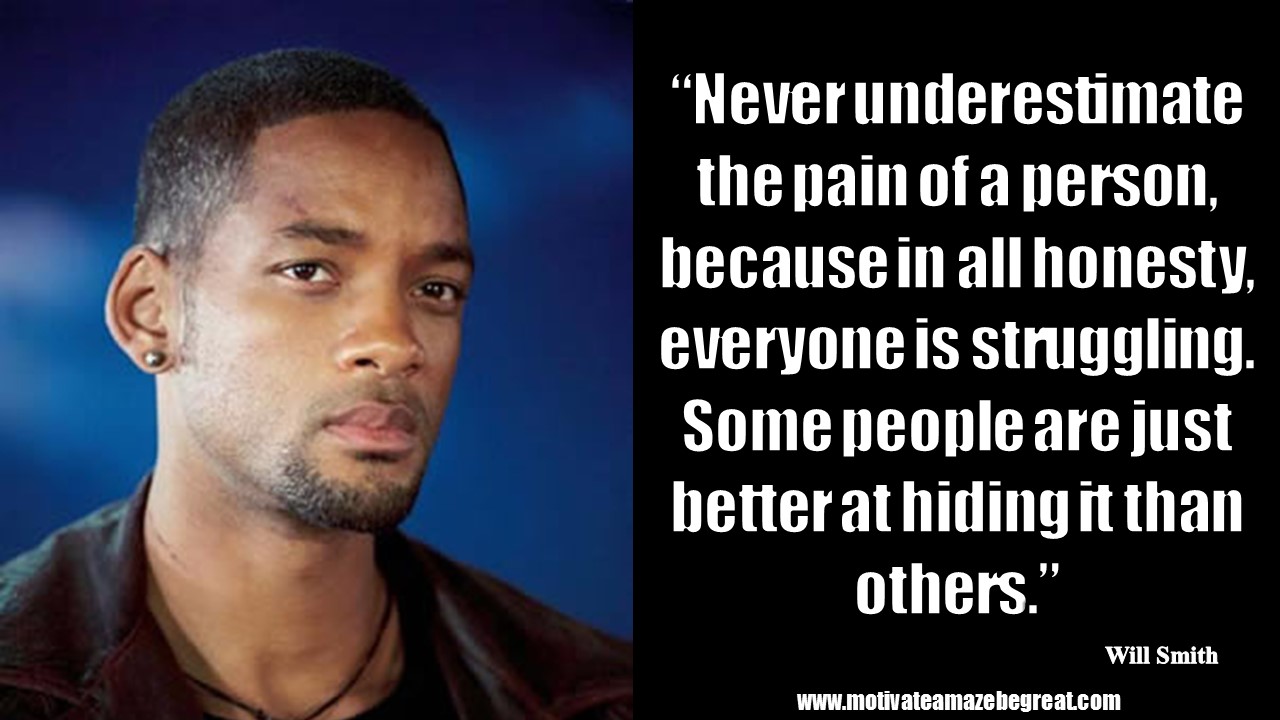 “Never underestimate
the pain of a person,
because in all honesty,
everyone is struggling.
Some people are just
better at hiding it than
others.”
Will Smith
www.motivateamazebegreat.com